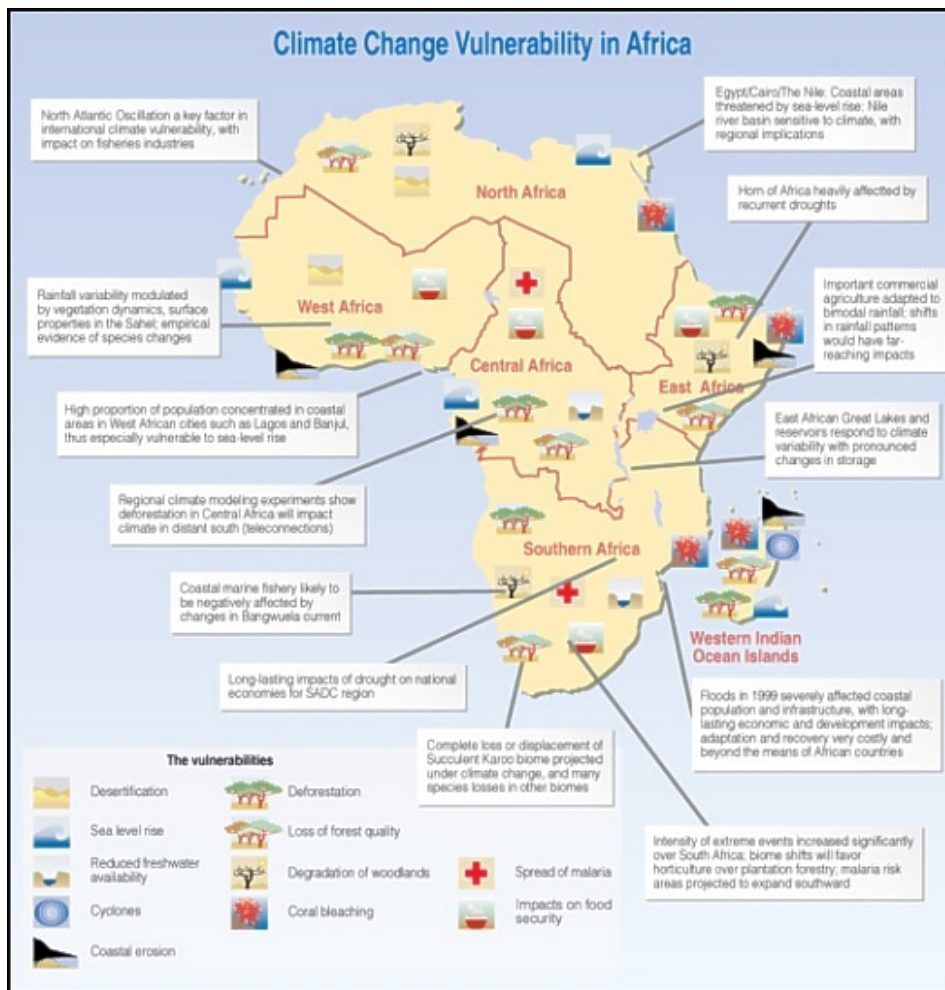 Climate Change Vulnerability in Africa
North Atlantic Oscillation a key factor in
international climate vulnerability, with
impact on fisheries industries
Egypt/Cairo/The Nile: Coastal areas
threatened by sea-level rise; Nile
river basin sensitive to climate, with
regional implications
North Africa
Horn of Africa heavily affectted by
recurrent droughts
Rainfall variability modulated
by vegetation dynamics, surface
properties in the Sahel; empirical
evidence of species changes
West Africa
Important commercial
agriculture adapted to
bimodal rainfall; shifts
in rainfall patterns
would have far-
reaching impacts
Central Africa
East Africa
High proportion of population concentrated in coastal
areas in West African cities such as Lagos and Banjul,
thus especially vulnerable to sea-level rise
East African Great Lakes and
reservoirs respond to climate
variability with pronounced
changes in storage
Regional climate modeling experiments show
deforestation in Central Africa will impact
climate in distant south (teleconnections)
Southern Africa
Coastal marine fishery likely to
be negatively affected by
changes in Bangwuela current
Western Indian
Ocean Islands
Long-lasting impacts of drought on national
economies for SADC region
Floods in 1999 severely affected coastal
population and infrastructure, with long-
lasting economic and development impacts;
adaptation and recovery very costly and
beyond the means of African countries
Complete loss or displacement of
Succulent Karoo biome projected
under climate change, and many
species losses in other biomes
Intensity of extreme events increased significantly
over South Africa; biome shifts will favor
horticulture over plantation forestry; malaria risk
areas projected to expand southward
The vulnerabilities
Desertification
Sea level rise
Reduced freshwater
availability
Cyclones
Coastal erosion
Deforestation
Loss of forest quality
Degradation of woodlands
Coral bleaching
Spread of malaria
Impacts on food
security